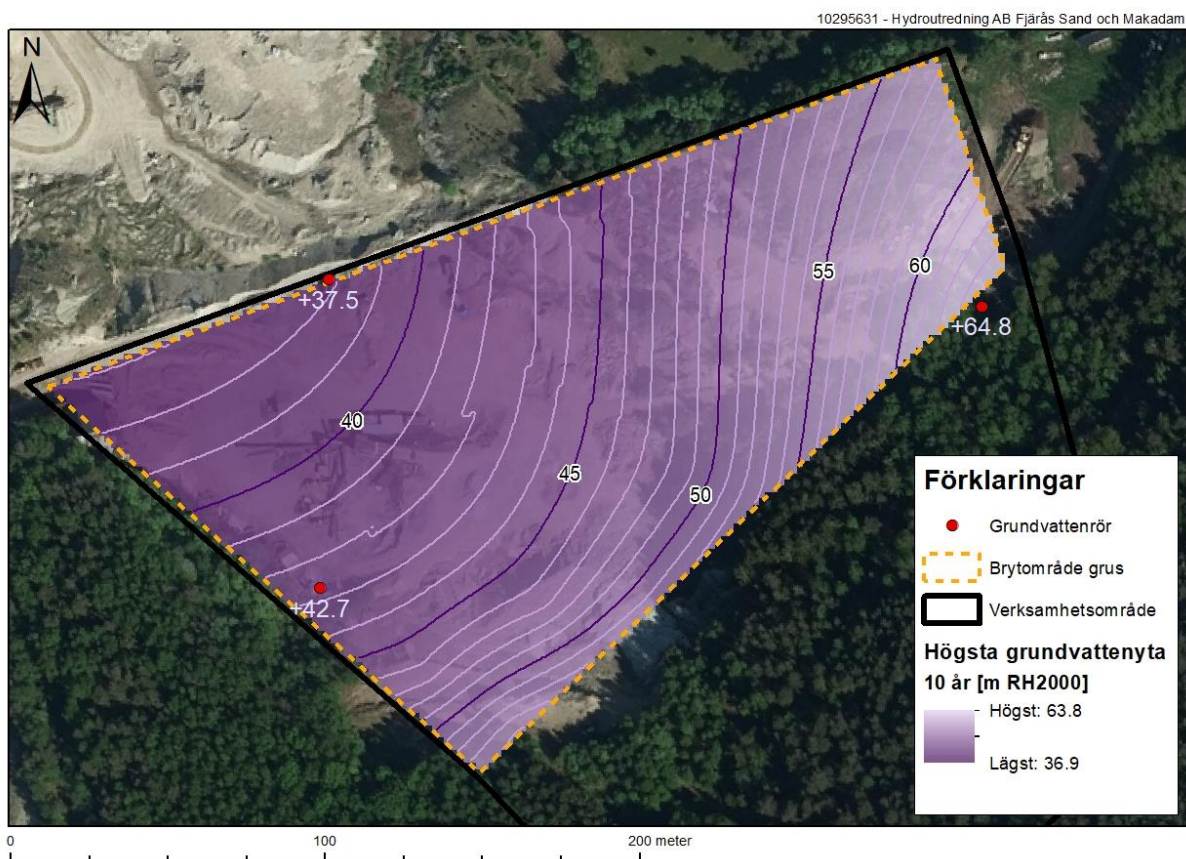 10295631 - Hydroutredning AB Fjärås Sand och Makadam
N
55
60
+37.5
+64.8
40
45
50
+42.7
Förklaringar
Grundvattenrör
Brytområde grus
Verksamhetsområde
Högsta grundvattenyta
10 år [m RH2000]
Högst: 63.8
Lägst: 36.9
0 100 200 meter